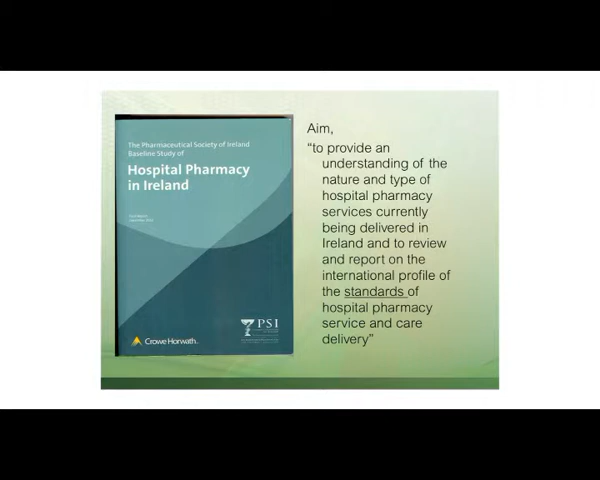 The Pharmaceutical Society of Ireland
Baseline Study of
Hospital Pharmacy
in Ireland
PSI
Crowe Horwath
Aim,
“to provide an
understanding of the
nature and type of
hospital pharmacy
services currently
being delivered in
Ireland and to review
and report on the
international profile of
the standards of
hospital pharmacy
service and care
delivery”